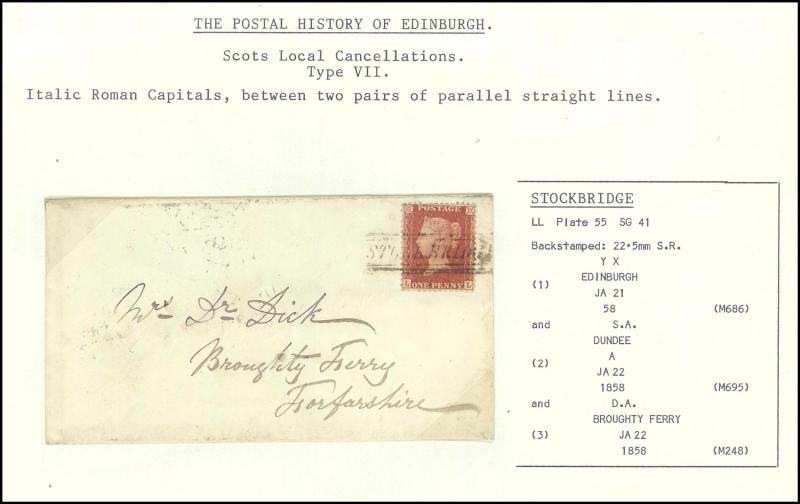 THE POSTAL HISTORY OF EDINBURGH.
Scots Local Cancellations.
Type VII.
Italic Roman Capitals, between two pairs of parallel straight lines.
POSTAGE
STOCKBRIDGE
L ONE PENNY L
Mrs Dr Dick
Broughty Ferry
Forfarshire
STOCKBRIDGE
LL Plate 55 SG 41
Backstamped: 22·5mm S.R.
Y X
(1) EDINBURGH
JA 21
58 (M686)
and S.A.
DUNDEE
(2) A
JA 22
1858 (M695)
and D.A.
BROUGHTY FERRY
(3) JA 22
1858 (M248)